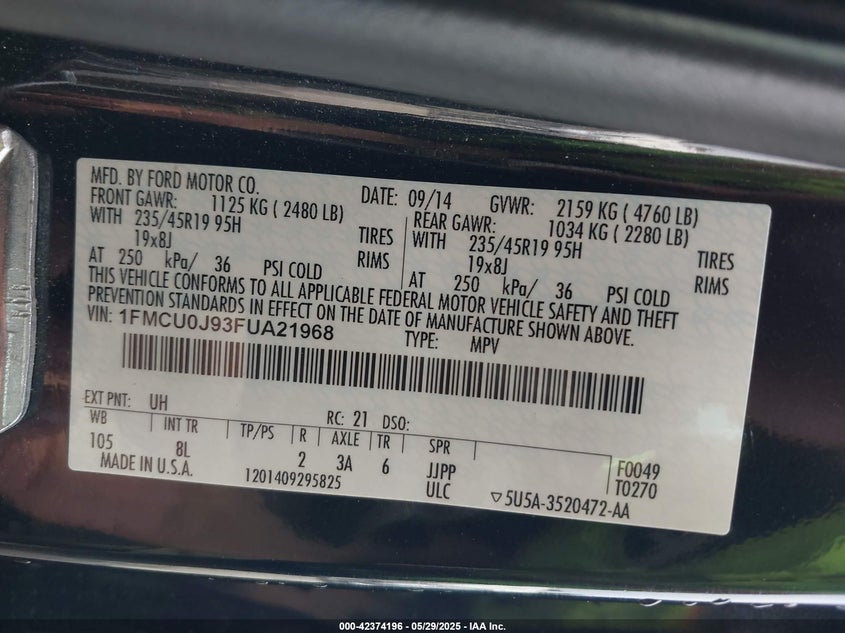 MFD. BY FORD MOTOR CO. DATE: 09/14 GVWR: 2159 KG ( 4760 LB)
FRONT GAWR: 1125 KG ( 2480 LB) REAR GAWR: 1034 KG ( 2280 LB)
WITH 235/45R19 95H TIRES WITH 235/45R19 95H TIRES
19x8J RIMS 19x8J RIMS
AT 250 kPa/ 36 PSI COLD AT 250 kPa/ 36 PSI COLD
THIS VEHICLE CONFORMS TO ALL APPLICABLE FEDERAL MOTOR VEHICLE SAFETY AND THEFT
PREVENTION STANDARDS IN EFFECT ON THE DATE OF MANUFACTURE SHOWN ABOVE.
VIN: 1FMCU0J93FUA21968 TYPE: MPV
EXT PNT: UH RC: 21 DSO:
WB INT TR TP/PS R AXLE TR SPR
105 8L 2 3A 6 JJPP F0049
MADE IN U.S.A. 1201409295825 ULC ▽5U5A-3520472-AA T0270
000-42374196 - 05/29/2025 - IAA Inc.